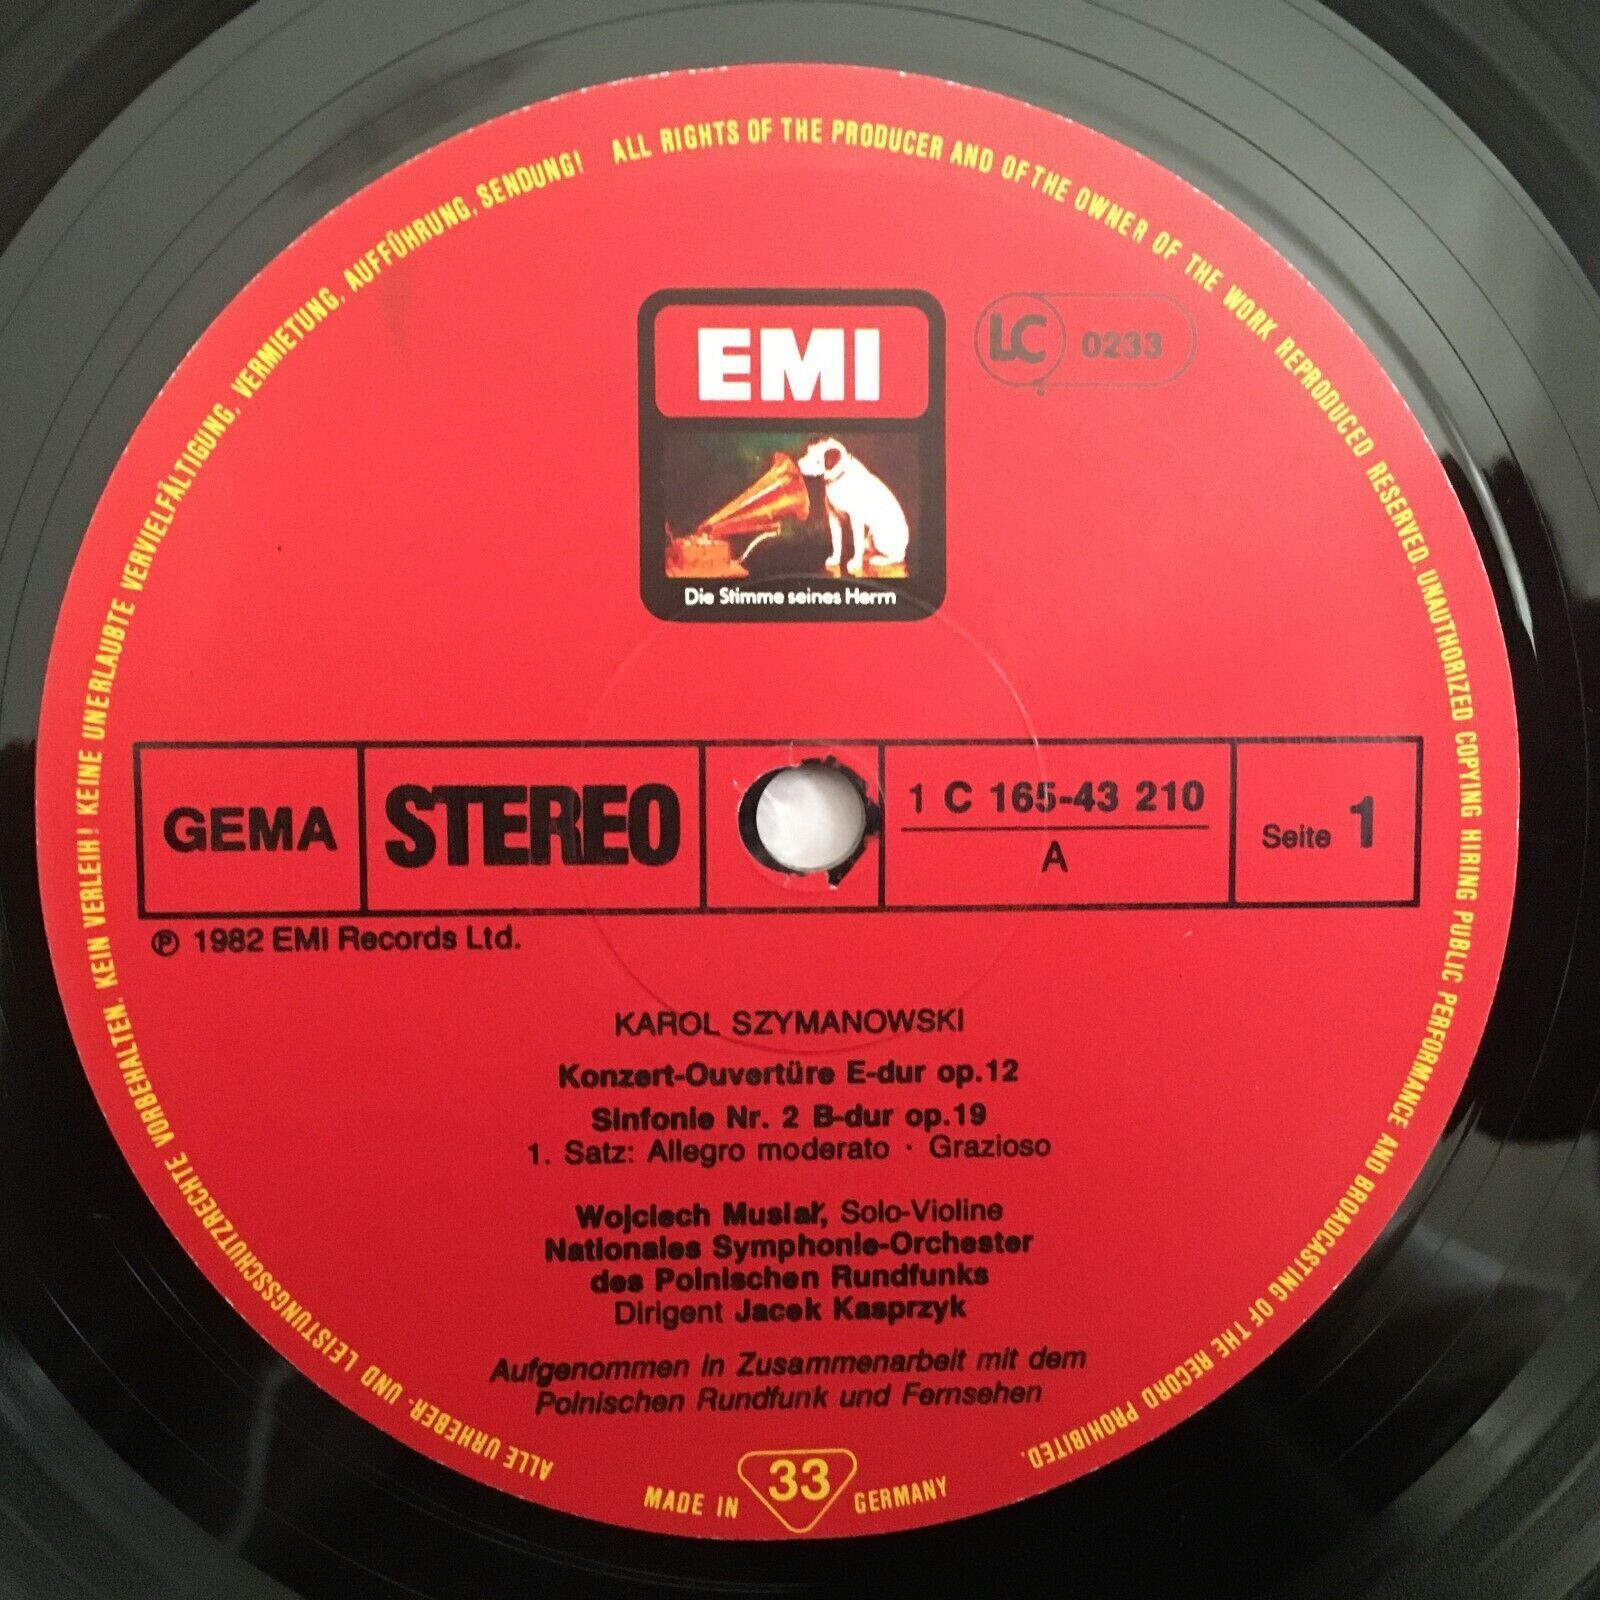 ALL RIGHTS OF THE PRODUCER AND OF THE OWNER OF THE WORK REPRODUCED RESERVED. UNAUTHORIZED COPYING HIRING PUBLIC PERFORMANCE AND BROADCASTING OF THE RECORD PROHIBITED.
ALLE URHEBER- UND LEISTUNGSSCHUTZRECHTE VORBEHALTEN. KEIN VERLEIH! KEINE UNERLAUBTE VERVIELFÄLTIGUNG, VERMIETUNG, AUFFÜHRUNG, SENDUNG!
EMI
LC 0233
Die Stimme seines Herrn
GEMA
STEREO
1 C 165-43 210
A
Seite 1
℗ 1982 EMI Records Ltd.
KAROL SZYMANOWSKI
Konzert-Ouvertüre E-dur op.12
Sinfonie Nr. 2 B-dur op.19
1. Satz: Allegro moderato · Grazioso
Wojciech Musiał, Solo-Violine
Nationales Symphonie-Orchester
des Polnischen Rundfunks
Dirigent Jacek Kasprzyk
Aufgenommen in Zusammenarbeit mit dem
Polnischen Rundfunk und Fernsehen
MADE IN 33 GERMANY